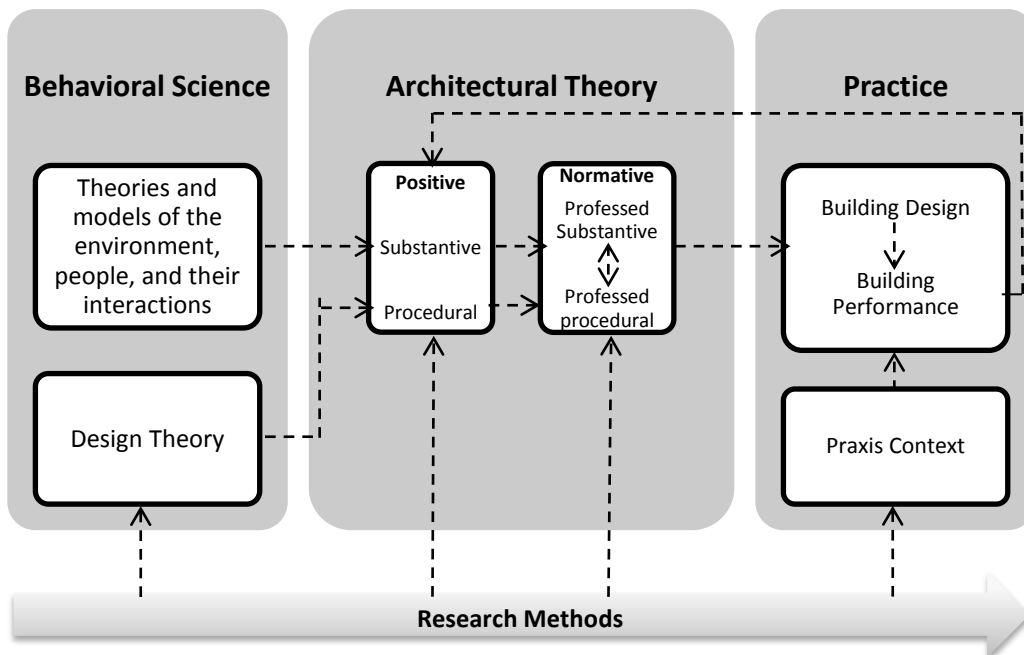 Behavioral Science
Architectural Theory
Practice
Theories and
models of the
environment,
people, and their
interactions
Design Theory
Positive
Substantive
Procedural
Normative
Professed
Substantive
Professed
procedural
Building Design
Building
Performance
Praxis Context
Research Methods